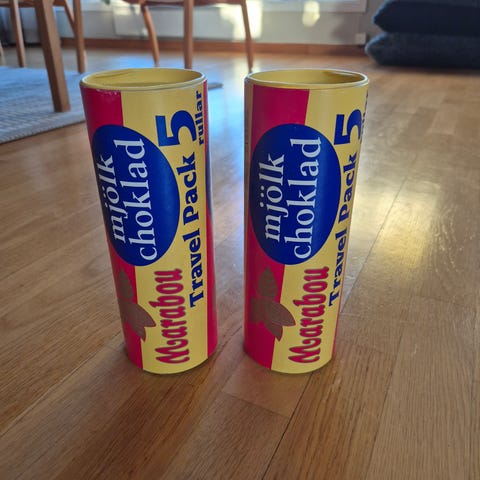 mjölk
choklad
Marabou
Travel Pack 5
rullar
mjölk
choklad
Marabou
Travel Pack 5
rullar